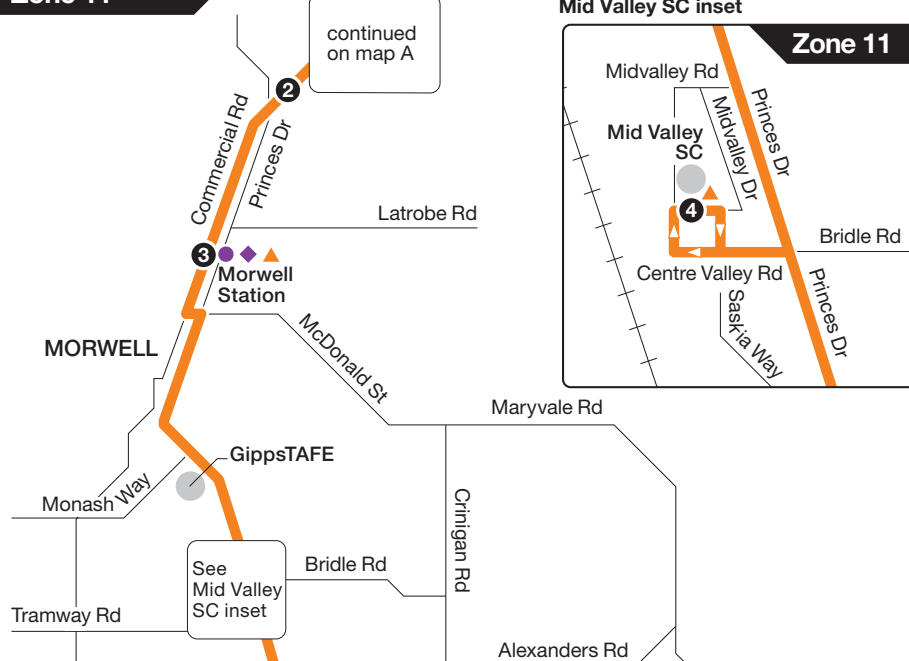 continued
on map A
2
Commercial Rd
Princes Dr
Latrobe Rd
3
Morwell
Station
MORWELL
McDonald St
Maryvale Rd
GippsTAFE
Monash Way
Crinigan Rd
See
Mid Valley
SC inset
Bridle Rd
Tramway Rd
Alexanders Rd
Mid Valley SC inset
Zone 11
Midvalley Rd
Princes Dr
Midvalley Dr
Mid Valley
SC
4
Bridle Rd
Centre Valley Rd
Saskia Way
Princes Dr